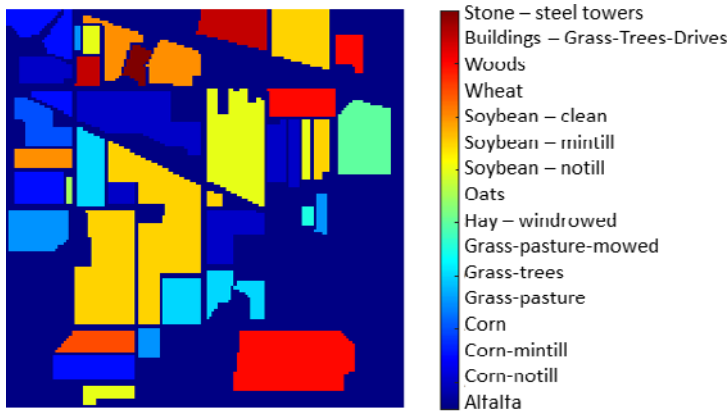 Stone – steel towers
Buildings – Grass-Trees-Drives
Woods
Wheat
Soybean – clean
Soybean – mintill
Soybean – notill
Oats
Hay – windrowed
Grass-pasture-mowed
Grass-trees
Grass-pasture
Corn
Corn-mintill
Corn-notill
Alfalfa